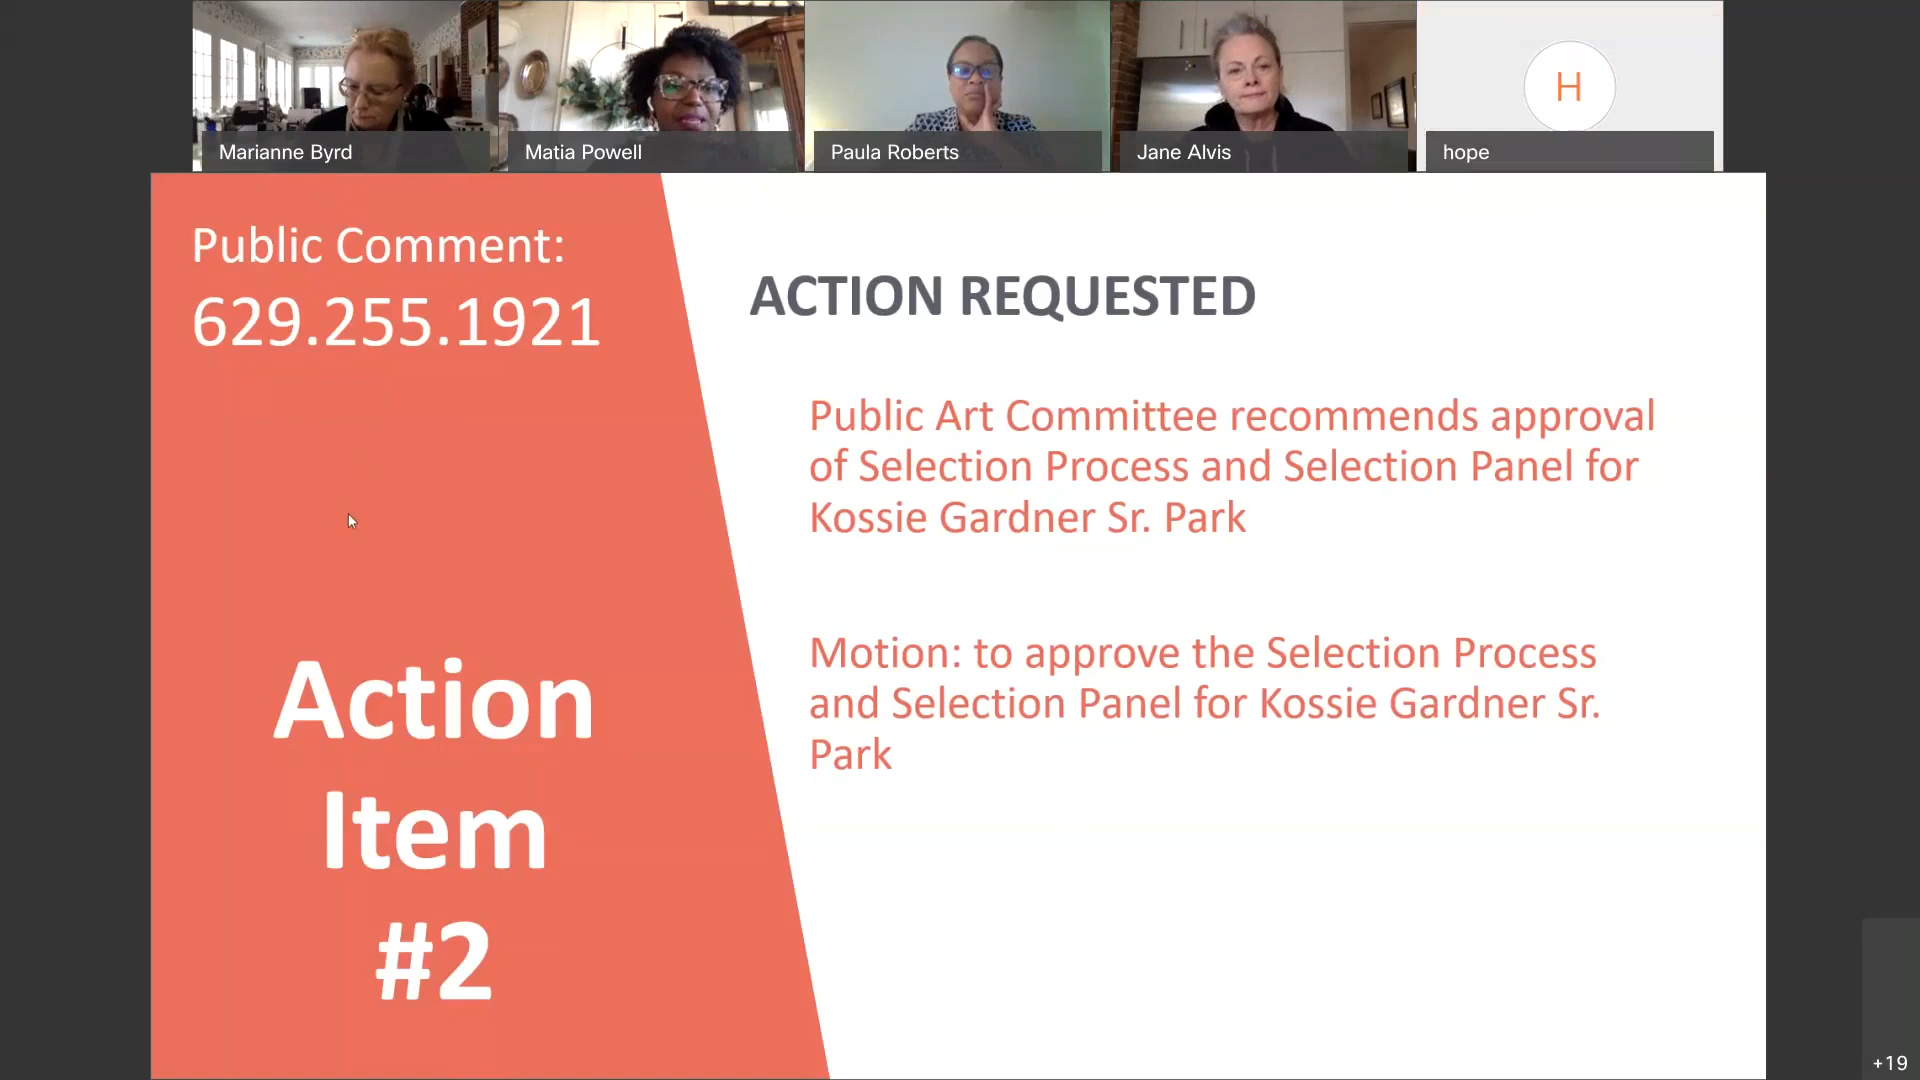 Marianne Byrd
Matia Powell
Paula Roberts
Jane Alvis
H
hope
Public Comment:
629.255.1921
Action
Item
#2
ACTION REQUESTED
Public Art Committee recommends approval
of Selection Process and Selection Panel for
Kossie Gardner Sr. Park
Motion: to approve the Selection Process
and Selection Panel for Kossie Gardner Sr.
Park
+19